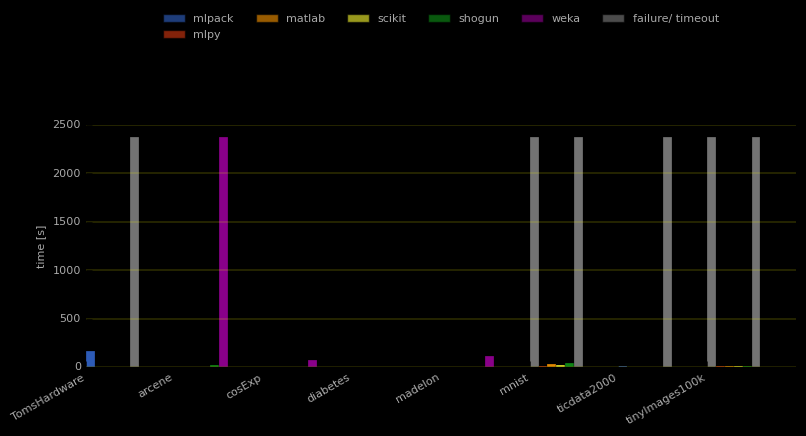 mlpack matlab scikit shogun weka failure/ timeout
mlpy
2500
2000
1500
1000
500
0
time [s]
TomsHardware arcene cosExp diabetes madelon mnist ticdata2000 tinyImages100k